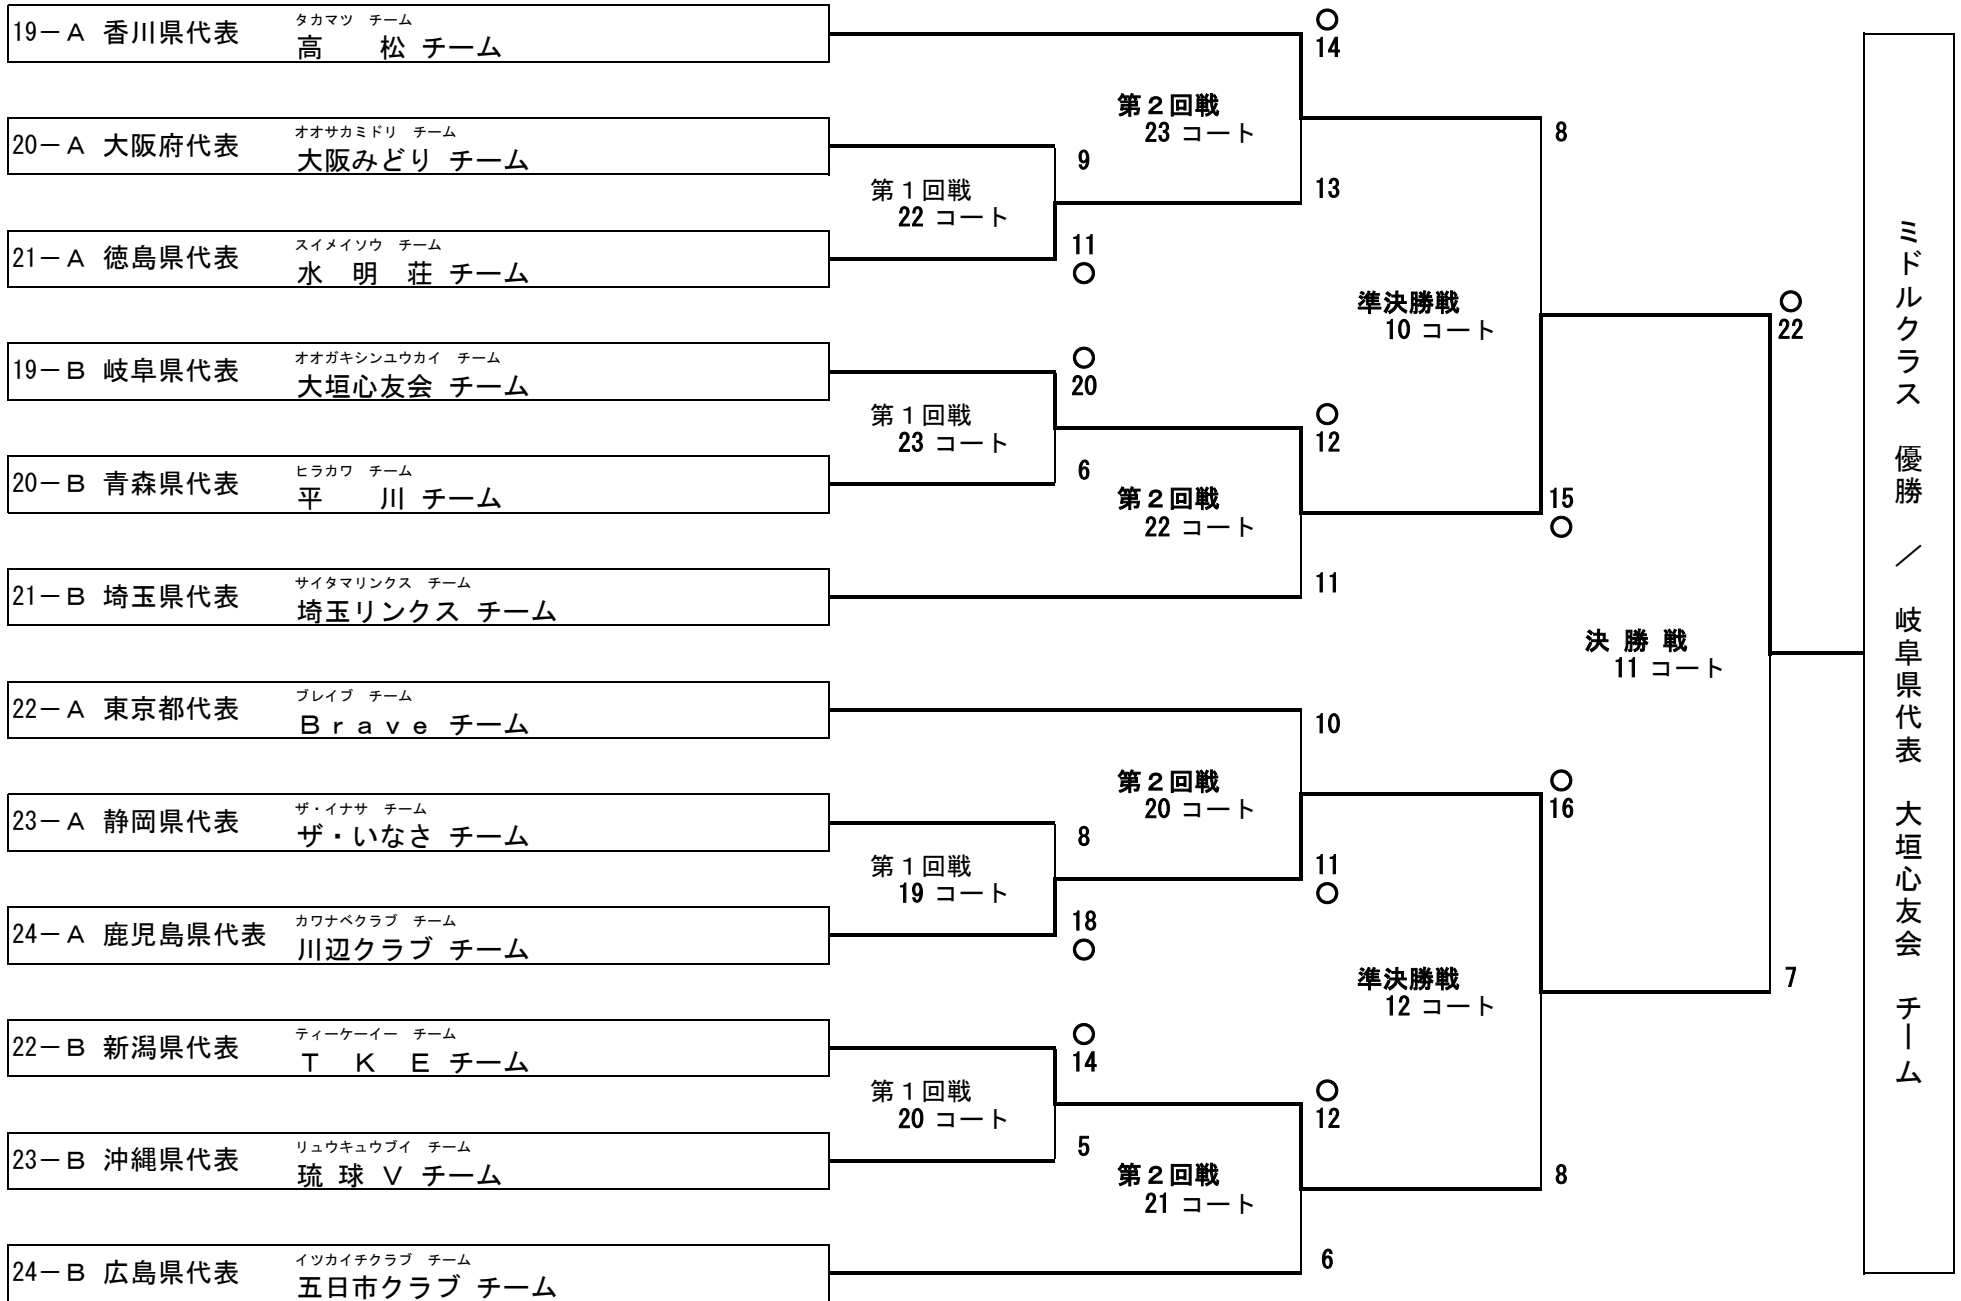 19－Ａ 香川県代表
タカマツ チーム
高　　松 チーム
20－Ａ 大阪府代表
オオサカミドリ チーム
大阪みどり チーム
21－Ａ 徳島県代表
スイメイソウ チーム
水　明　荘 チーム
19－Ｂ 岐阜県代表
オオガキシンユウカイ チーム
大垣心友会 チーム
20－Ｂ 青森県代表
ヒラカワ チーム
平　　川 チーム
21－Ｂ 埼玉県代表
サイタマリンクス チーム
埼玉リンクス チーム
22－Ａ 東京都代表
ブレイブ チーム
Ｂｒａｖｅ チーム
23－Ａ 静岡県代表
ザ・イナサ チーム
ザ・いなさ チーム
24－Ａ 鹿児島県代表
カワナベクラブ チーム
川辺クラブ チーム
22－Ｂ 新潟県代表
ティーケーイー チーム
Ｔ　Ｋ　Ｅ チーム
23－Ｂ 沖縄県代表
リュウキュウブイ チーム
琉 球 Ｖ チーム
24－Ｂ 広島県代表
イツカイチクラブ チーム
五日市クラブ チーム
第１回戦
22 コート
9
11
○
第１回戦
23 コート
○
20
6
第１回戦
19 コート
8
18
○
第１回戦
20 コート
○
14
5
第２回戦
23 コート
○
14
13
第２回戦
22 コート
○
12
11
第２回戦
20 コート
10
11
○
第２回戦
21 コート
○
12
6
準決勝戦
10 コート
8
15
○
準決勝戦
12 コート
○
16
8
決 勝 戦
11 コート
○
22
7
ミドルクラス　優勝　／　岐阜県代表　大垣心友会　チーム